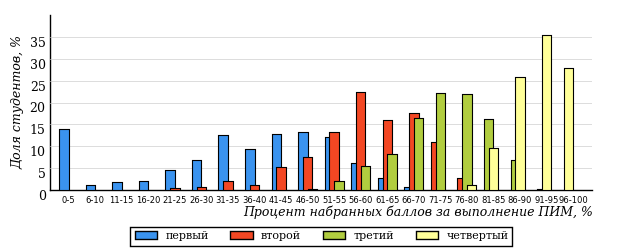 Доля студентов, %
35
30
25
20
15
10
5
0
0-5 6-10 11-15 16-20 21-25 26-30 31-35 36-40 41-45 46-50 51-55 56-60 61-65 66-70 71-75 76-80 81-85 86-90 91-95 96-100
Процент набранных баллов за выполнение ПИМ, %
первый второй третий четвертый